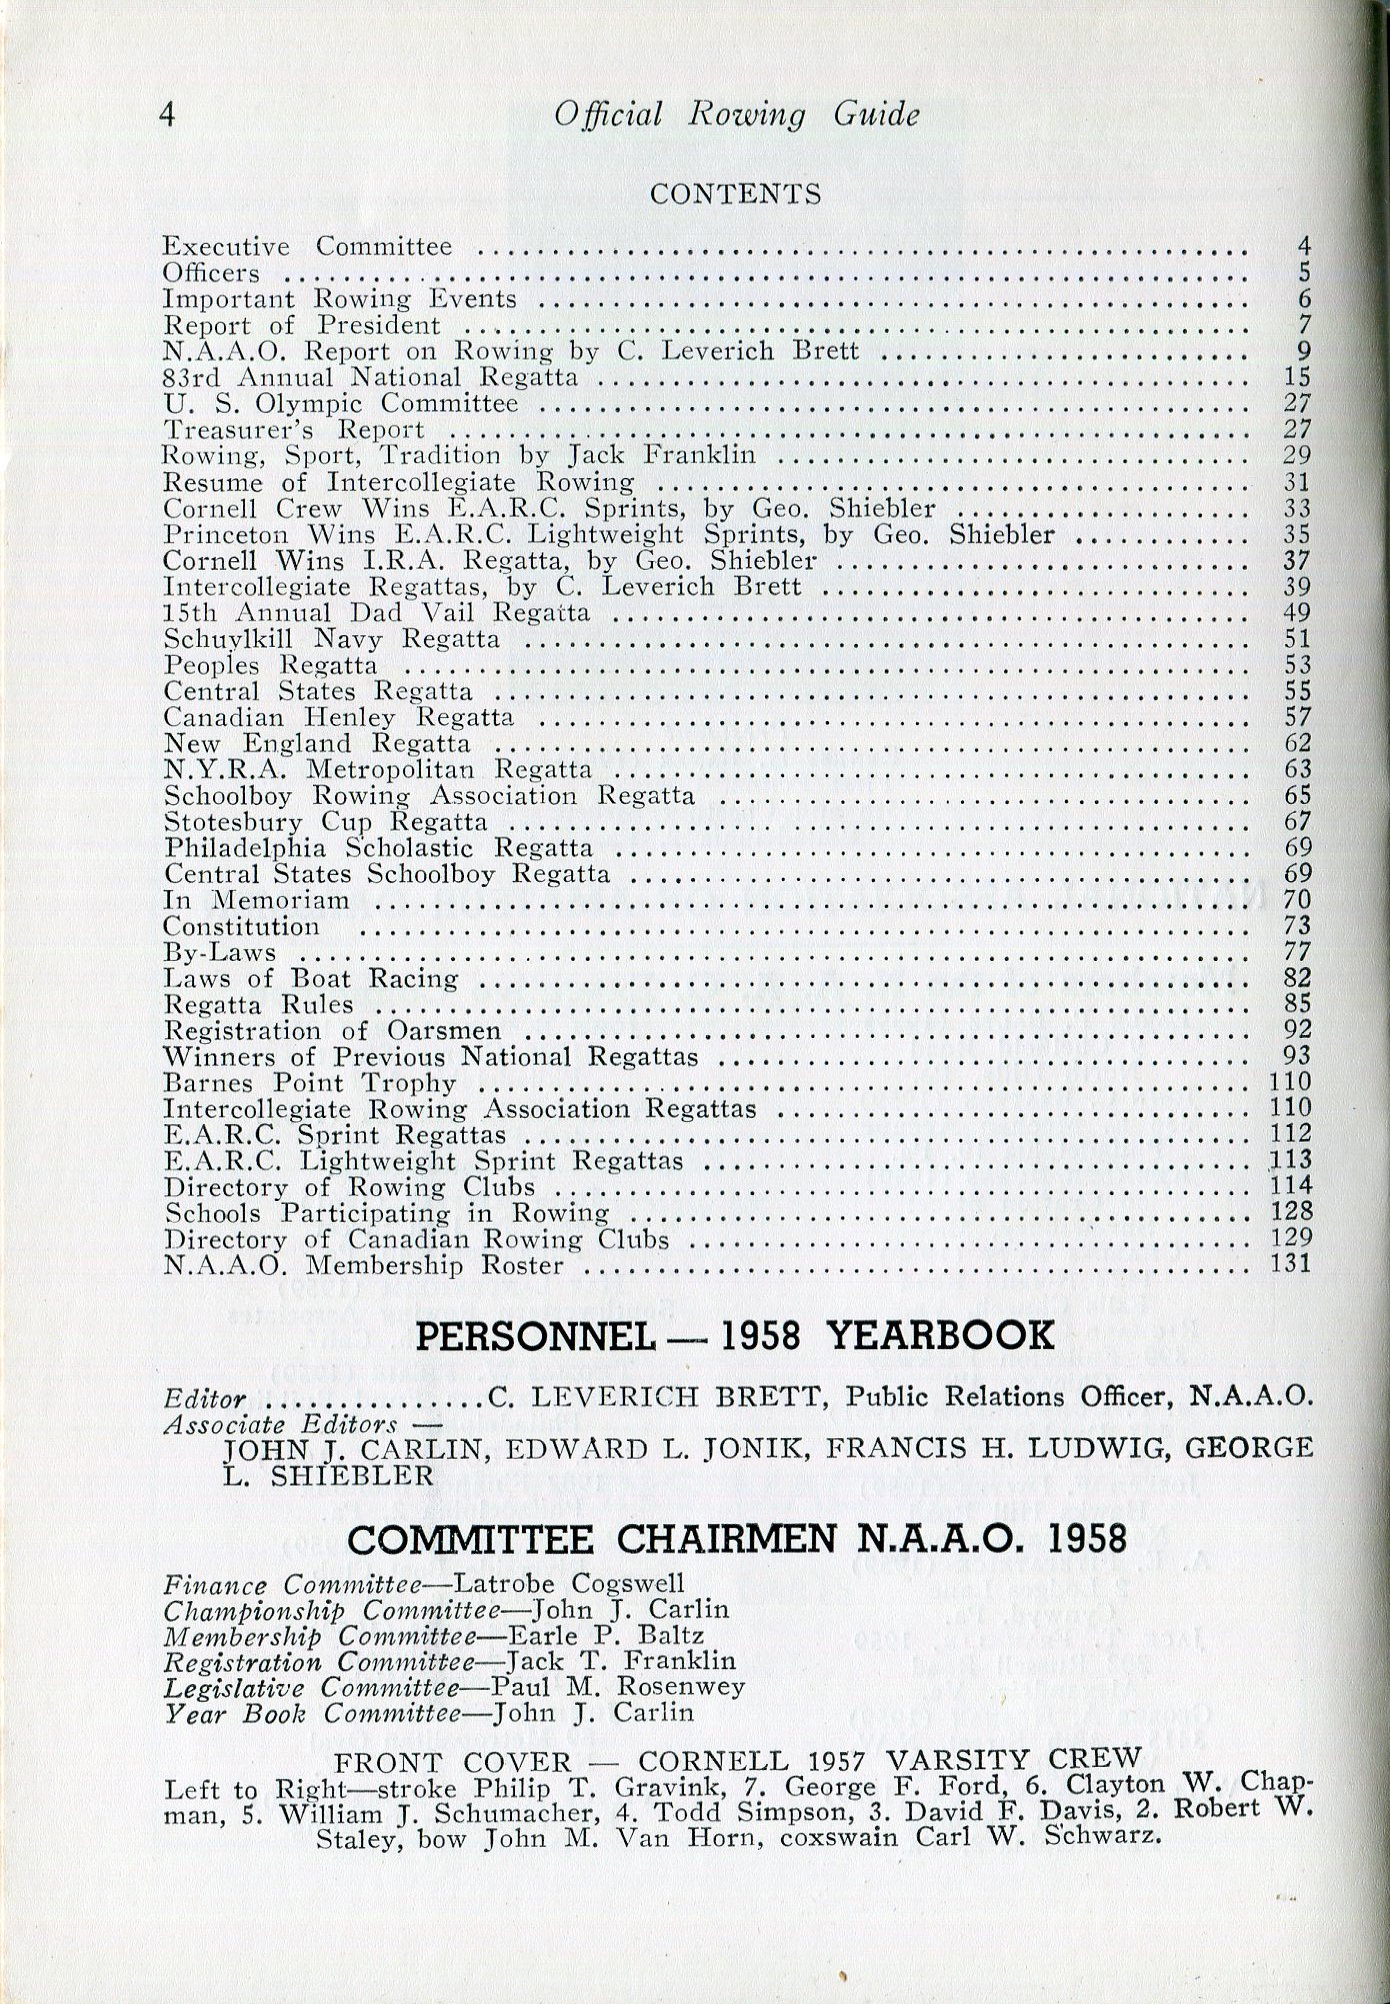 4 Official Rowing Guide
CONTENTS
Executive Committee .................................................... 4
Officers .................................................... 5
Important Rowing Events .................................................... 6
Report of President .................................................... 7
N.A.A.O. Report on Rowing by C. Leverich Brett ......................... 9
83rd Annual National Regatta ............................................ 15
U. S. Olympic Committee ................................................ 27
Treasurer's Report .................................................... 27
Rowing, Sport, Tradition by Jack Franklin ................................ 29
Resume of Intercollegiate Rowing ........................................ 31
Cornell Crew Wins E.A.R.C. Sprints, by Geo. Shiebler .................... 33
Princeton Wins E.A.R.C. Lightweight Sprints, by Geo. Shiebler ............ 35
Cornell Wins I.R.A. Regatta, by Geo. Shiebler ............................ 37
Intercollegiate Regattas, by C. Leverich Brett ............................. 39
15th Annual Dad Vail Regatta ........................................... 49
Schuylkill Navy Regatta ................................................. 51
Peoples Regatta .................................................... 53
Central States Regatta .................................................... 55
Canadian Henley Regatta ................................................ 57
New England Regatta .................................................... 62
N.Y.R.A. Metropolitan Regatta ........................................... 63
Schoolboy Rowing Association Regatta .................................... 65
Stotesbury Cup Regatta .................................................. 67
Philadelphia Scholastic Regatta ........................................... 69
Central States Schoolboy Regatta .......................................... 69
In Memoriam .................................................... 70
Constitution .................................................... 73
By-Laws .................................................... 77
Laws of Boat Racing .................................................... 82
Regatta Rules .................................................... 85
Registration of Oarsmen ................................................. 92
Winners of Previous National Regattas .................................... 93
Barnes Point Trophy .................................................... 110
Intercollegiate Rowing Association Regattas ................................ 110
E.A.R.C. Sprint Regattas ................................................. 112
E.A.R.C. Lightweight Sprint Regattas ..................................... 113
Directory of Rowing Clubs ............................................... 114
Schools Participating in Rowing .......................................... 128
Directory of Canadian Rowing Clubs ...................................... 129
N.A.A.O. Membership Roster ............................................. 131
PERSONNEL — 1958 YEARBOOK
Editor ...............C. LEVERICH BRETT, Public Relations Officer, N.A.A.O.
Associate Editors —
JOHN J. CARLIN, EDWARD L. JONIK, FRANCIS H. LUDWIG, GEORGE
L. SHIEBLER
COMMITTEE CHAIRMEN N.A.A.O. 1958
Finance Committee—Latrobe Cogswell
Championship Committee—John J. Carlin
Membership Committee—Earle P. Baltz
Registration Committee—Jack T. Franklin
Legislative Committee—Paul M. Rosenwey
Year Book Committee—John J. Carlin
FRONT COVER — CORNELL 1957 VARSITY CREW
Left to Right—stroke Philip T. Gravink, 7. George F. Ford, 6. Clayton W. Chap-
man, 5. William J. Schumacher, 4. Todd Simpson, 3. David F. Davis, 2. Robert W.
Staley, bow John M. Van Horn, coxswain Carl W. Schwarz.